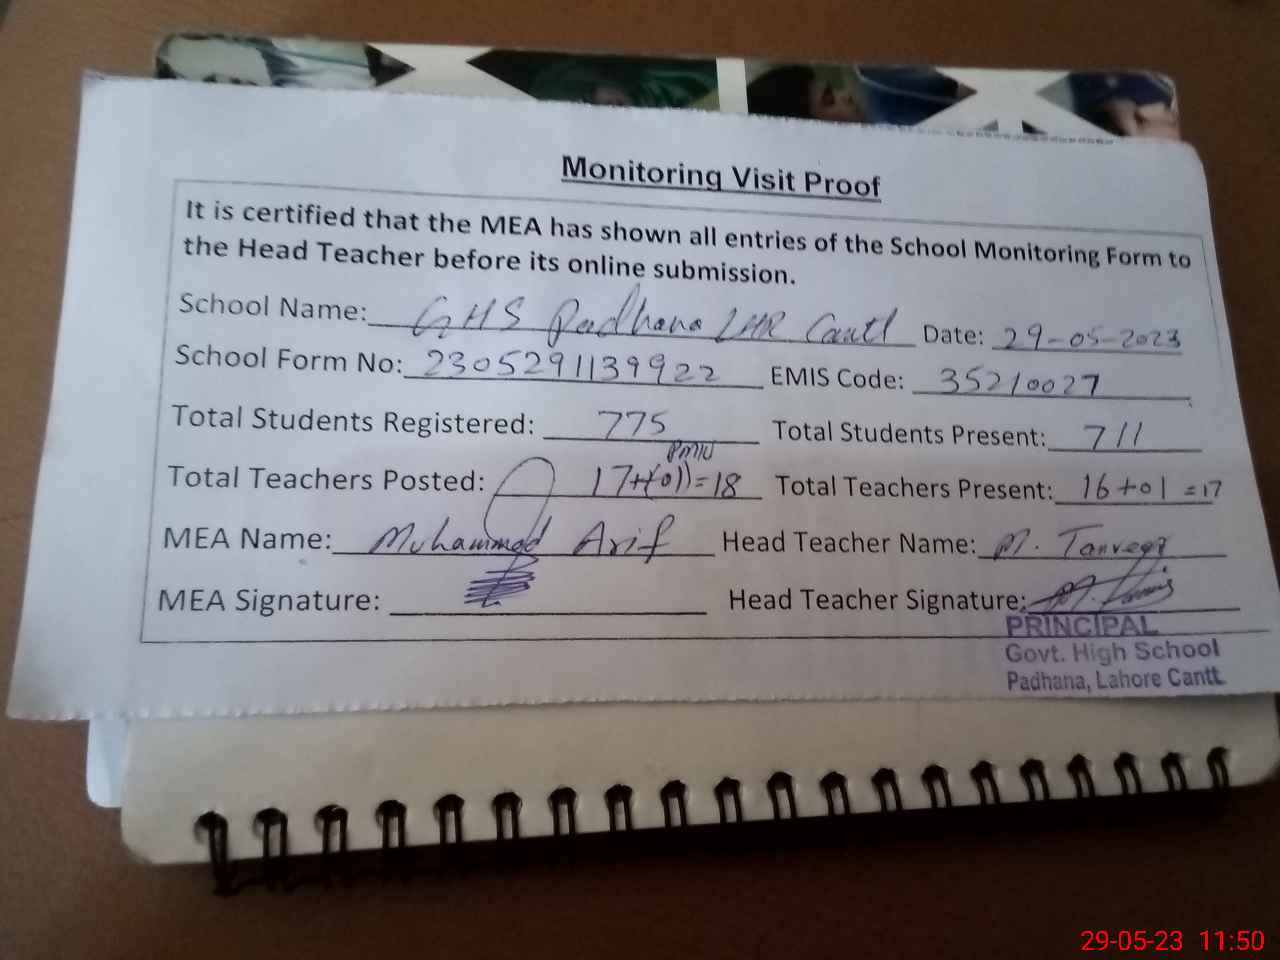 Monitoring Visit Proof
It is certified that the MEA has shown all entries of the School Monitoring Form to
the Head Teacher before its online submission.
School Name: GHS Padhana LHR Cantt Date: 29-05-2023
School Form No: 2305291139922 EMIS Code: 35210027
Total Students Registered: 775 Total Students Present: 711
PMIU
Total Teachers Posted: 17+(01)=18 Total Teachers Present: 16+01=17
MEA Name: Muhammad Arif Head Teacher Name: M. Tanveer
MEA Signature: Head Teacher Signature:
PRINCIPAL
Govt. High School
Padhana, Lahore Cantt.
29-05-23 11:50